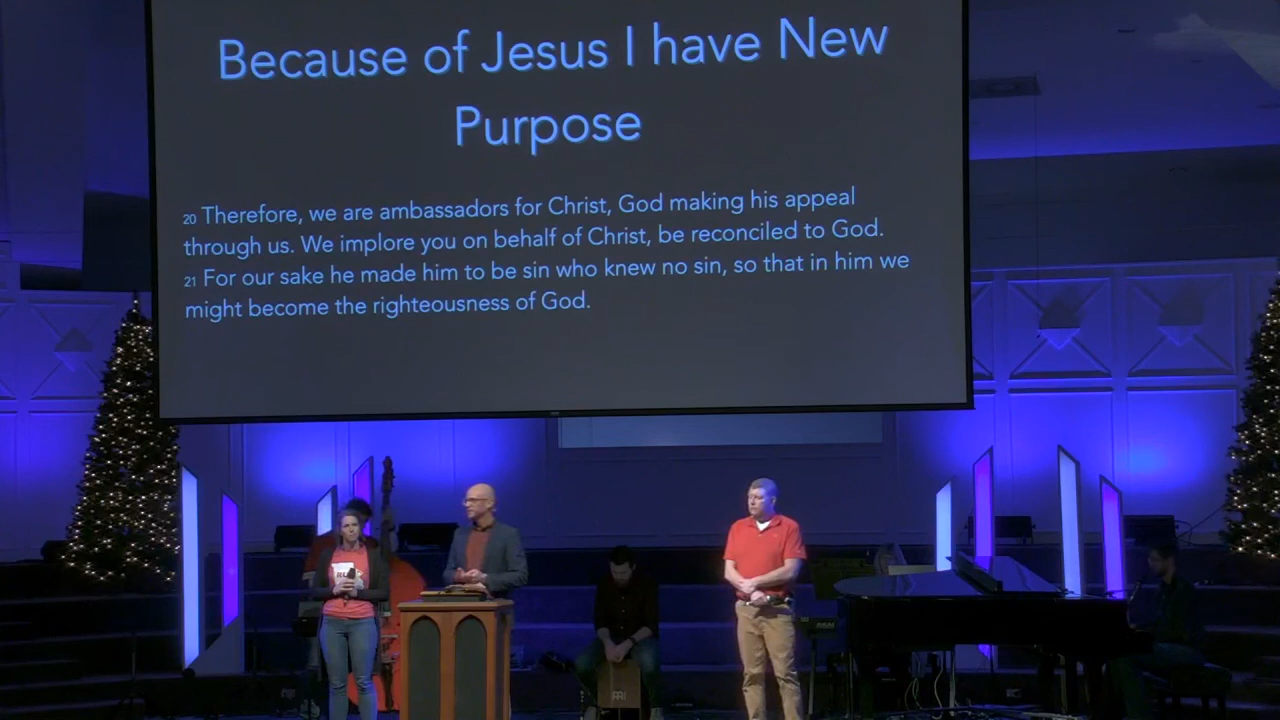 Because of Jesus I have New
Purpose
20 Therefore, we are ambassadors for Christ, God making his appeal
through us. We implore you on behalf of Christ, be reconciled to God.
21 For our sake he made him to be sin who knew no sin, so that in him we
might become the righteousness of God.